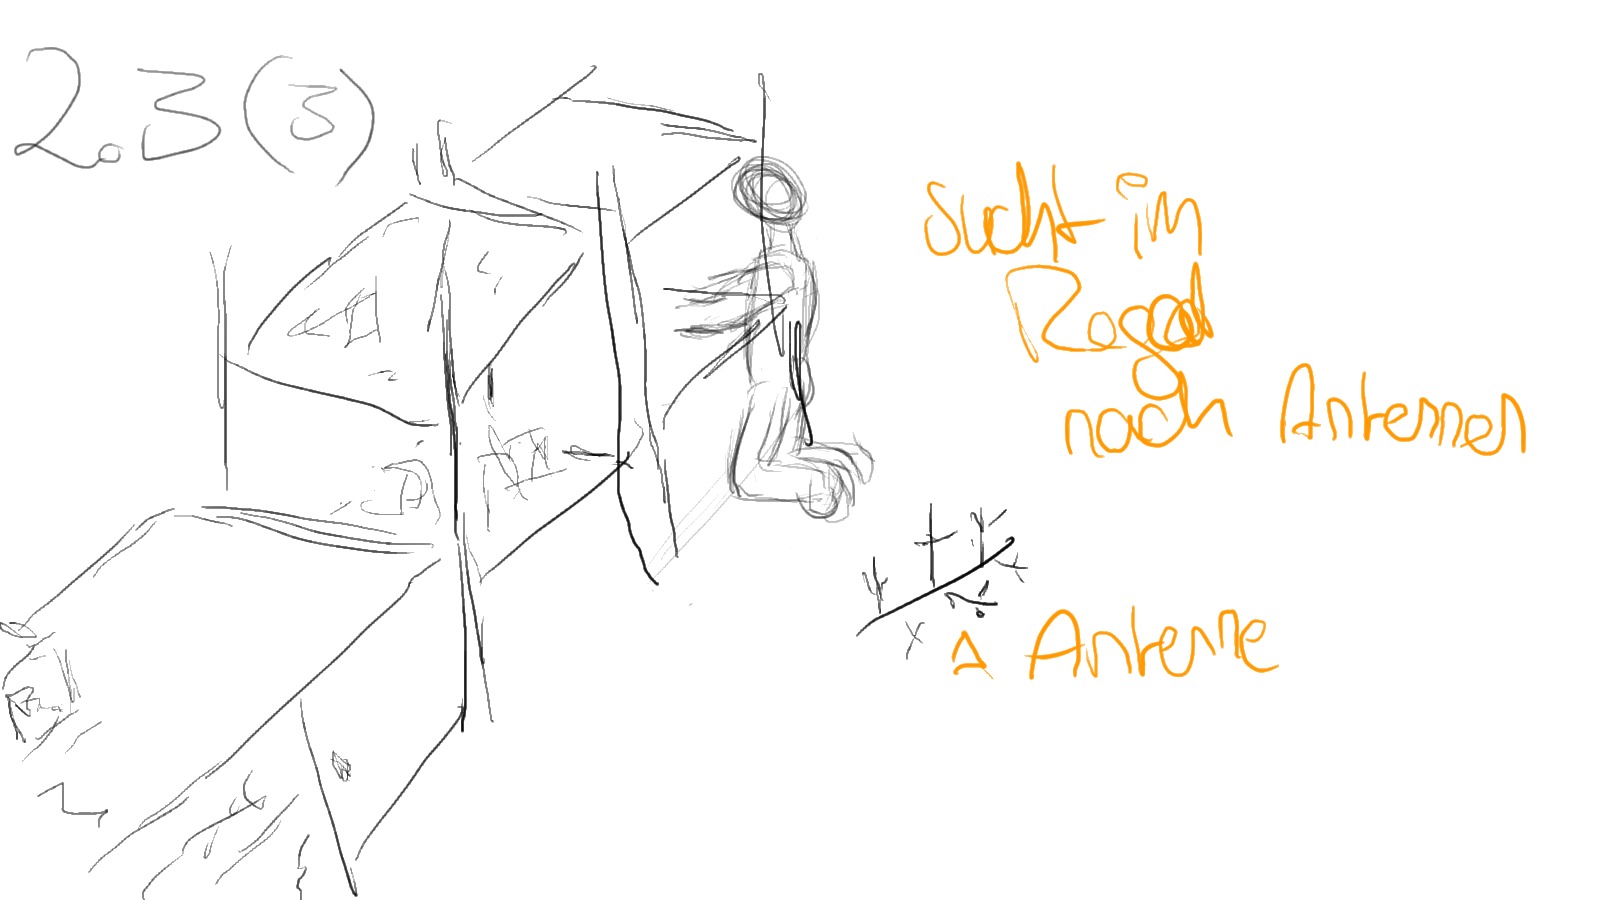 2.3 (3)
sucht im
Regal
nach Antennen
Δ Antenne